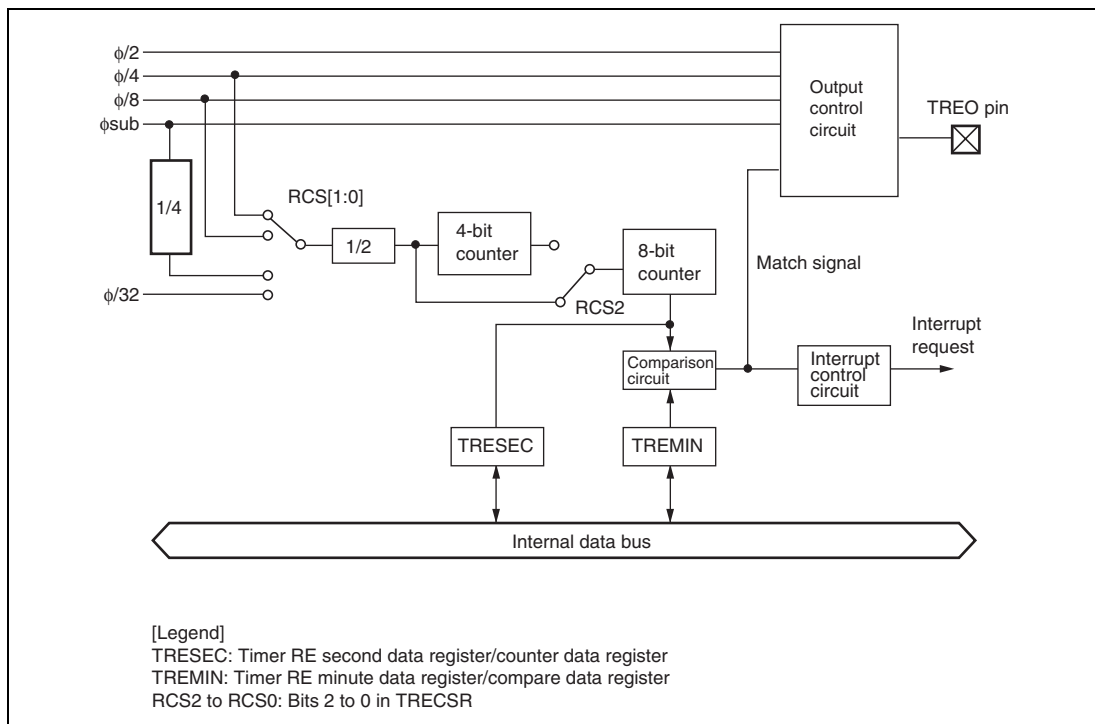 ϕ/2
ϕ/4
ϕ/8
ϕsub
Output
control
circuit
TREO pin
1/4
RCS[1:0]
1/2
4-bit
counter
8-bit
counter
ϕ/32
RCS2
Match signal
Comparison
circuit
Interrupt
control
circuit
Interrupt
request
TRESEC
TREMIN
Internal data bus
[Legend]
TRESEC: Timer RE second data register/counter data register
TREMIN: Timer RE minute data register/compare data register
RCS2 to RCS0: Bits 2 to 0 in TRECSR